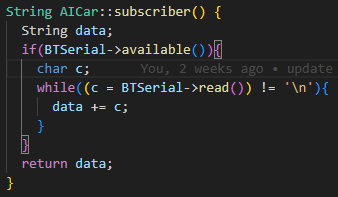 String AICar::subscriber() {
  String data;
  if(BTSerial->available()){
    char c;     You, 2 weeks ago • update
    while((c = BTSerial->read()) != '\n'){
      data += c;
    }
  }
  return data;
}